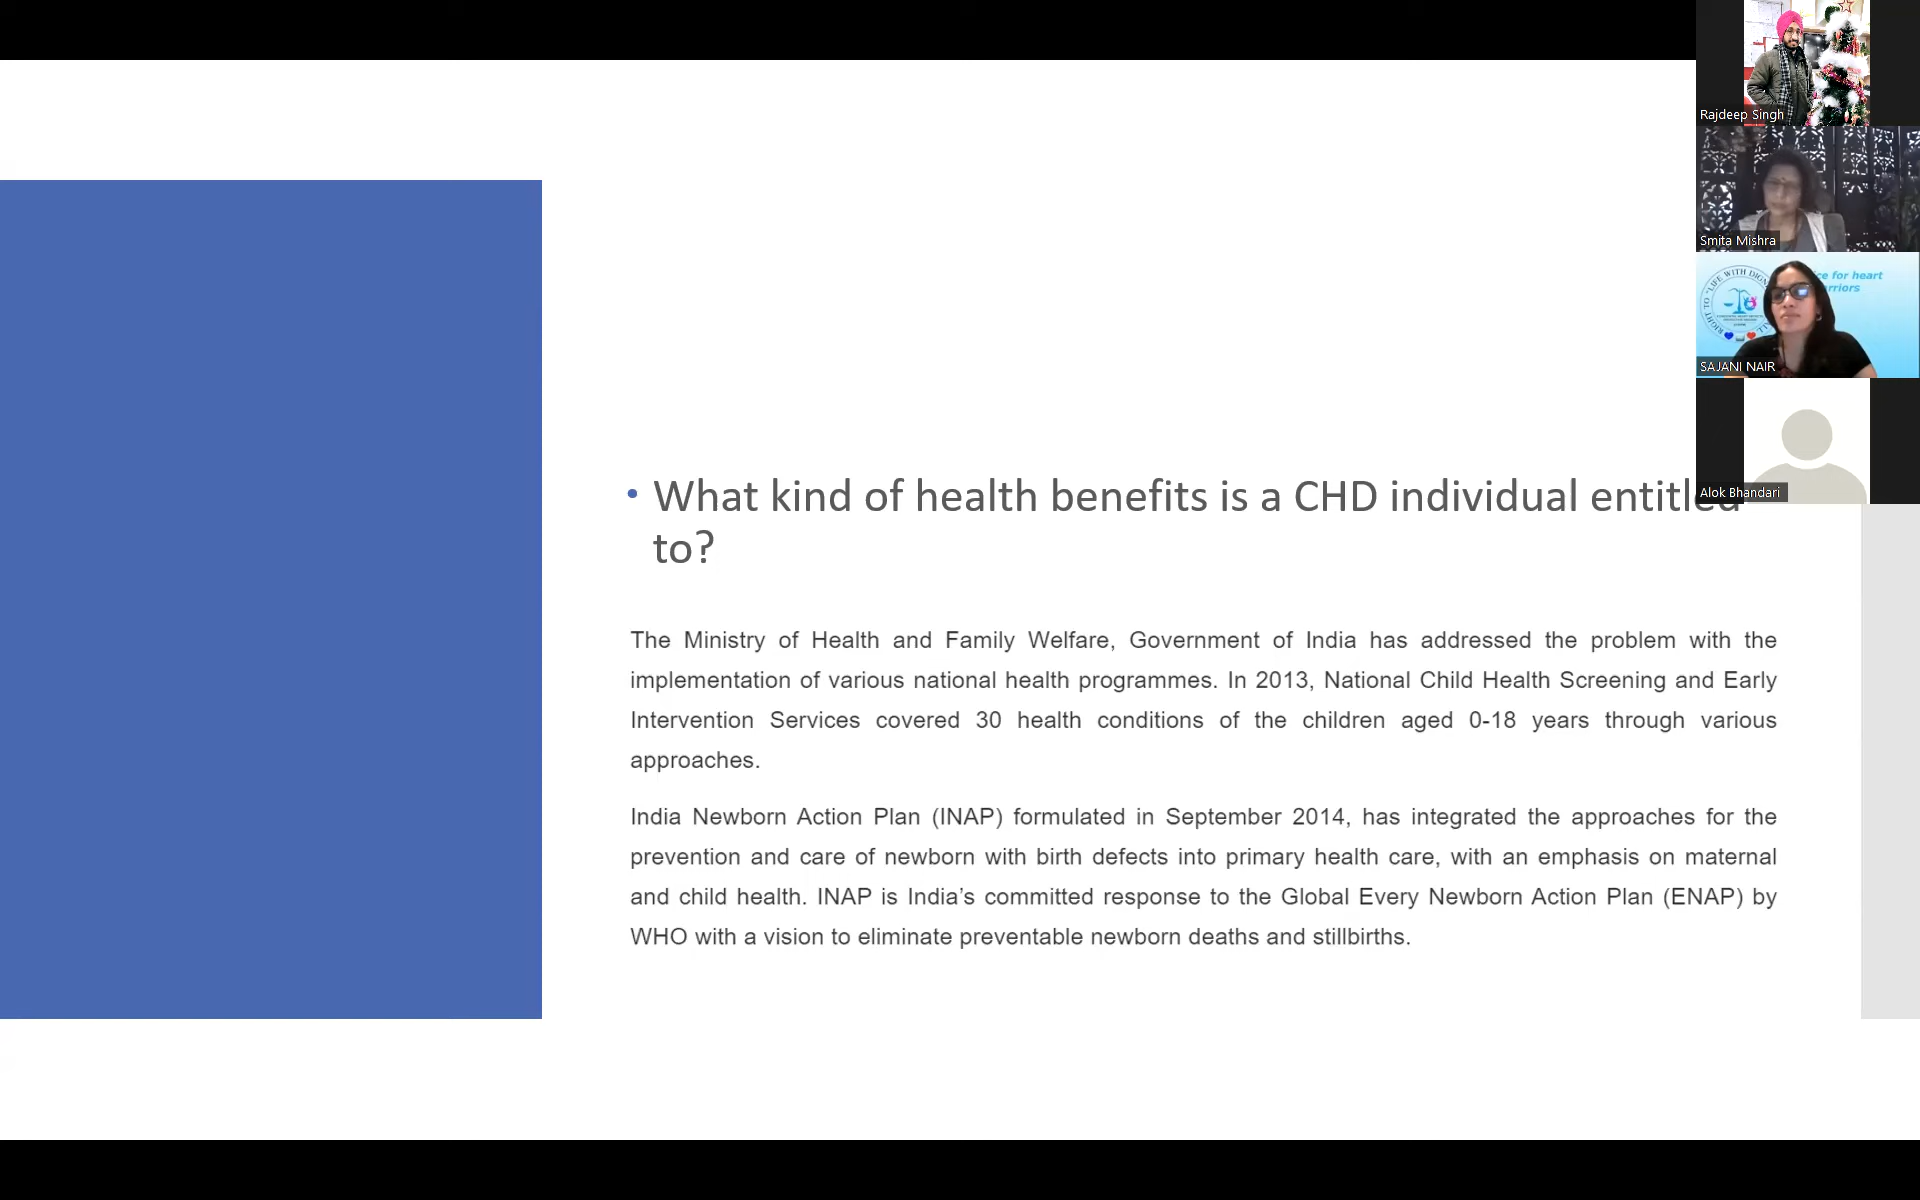 Rajdeep Singh
Smita Mishra
RIGHT TO "LIFE WITH
for heart
SAJANI NAIR
Alok Bhandari
• What kind of health benefits is a CHD individual entitled
to?
The Ministry of Health and Family Welfare, Government of India has addressed the problem with the
implementation of various national health programmes. In 2013, National Child Health Screening and Early
Intervention Services covered 30 health conditions of the children aged 0-18 years through various
approaches.
India Newborn Action Plan (INAP) formulated in September 2014, has integrated the approaches for the
prevention and care of newborn with birth defects into primary health care, with an emphasis on maternal
and child health. INAP is India’s committed response to the Global Every Newborn Action Plan (ENAP) by
WHO with a vision to eliminate preventable newborn deaths and stillbirths.